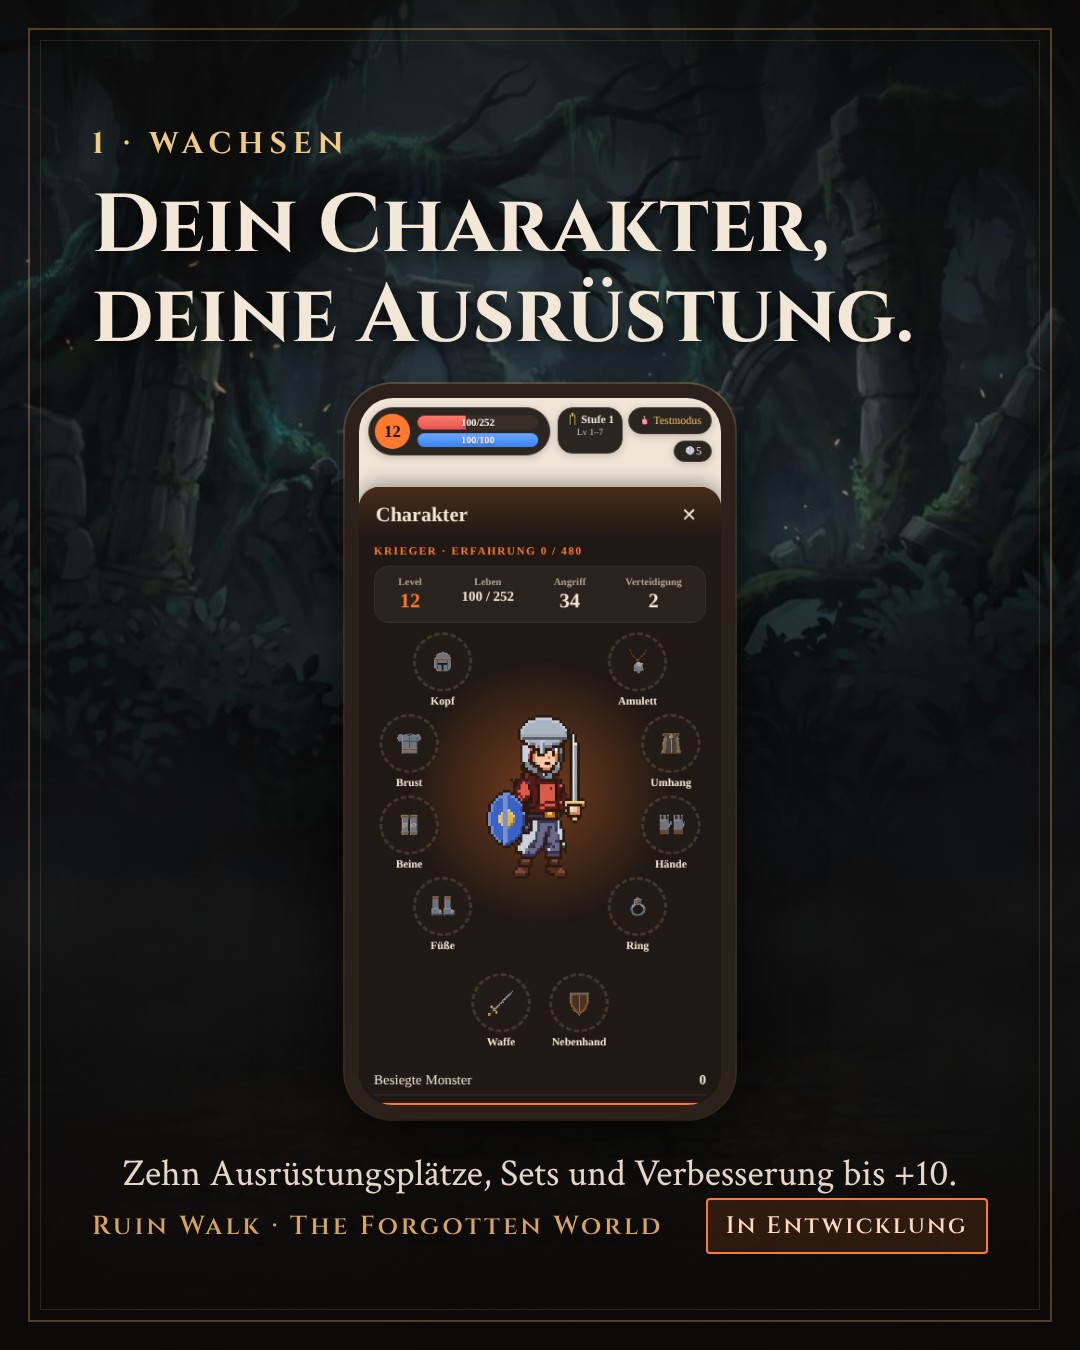 1 · WACHSEN
DEIN CHARAKTER,
DEINE AUSRÜSTUNG.
12
100/252
100/100
Stufe 1
Lv 1–7
Testmodus
5
Charakter
✕
KRIEGER · ERFAHRUNG 0 / 480
Level
Leben
Angriff
Verteidigung
12
100 / 252
34
2
Kopf
Amulett
Brust
Umhang
Beine
Hände
Füße
Ring
Waffe
Nebenhand
Besiegte Monster
0
Zehn Ausrüstungsplätze, Sets und Verbesserung bis +10.
RUIN WALK · THE FORGOTTEN WORLD
IN ENTWICKLUNG